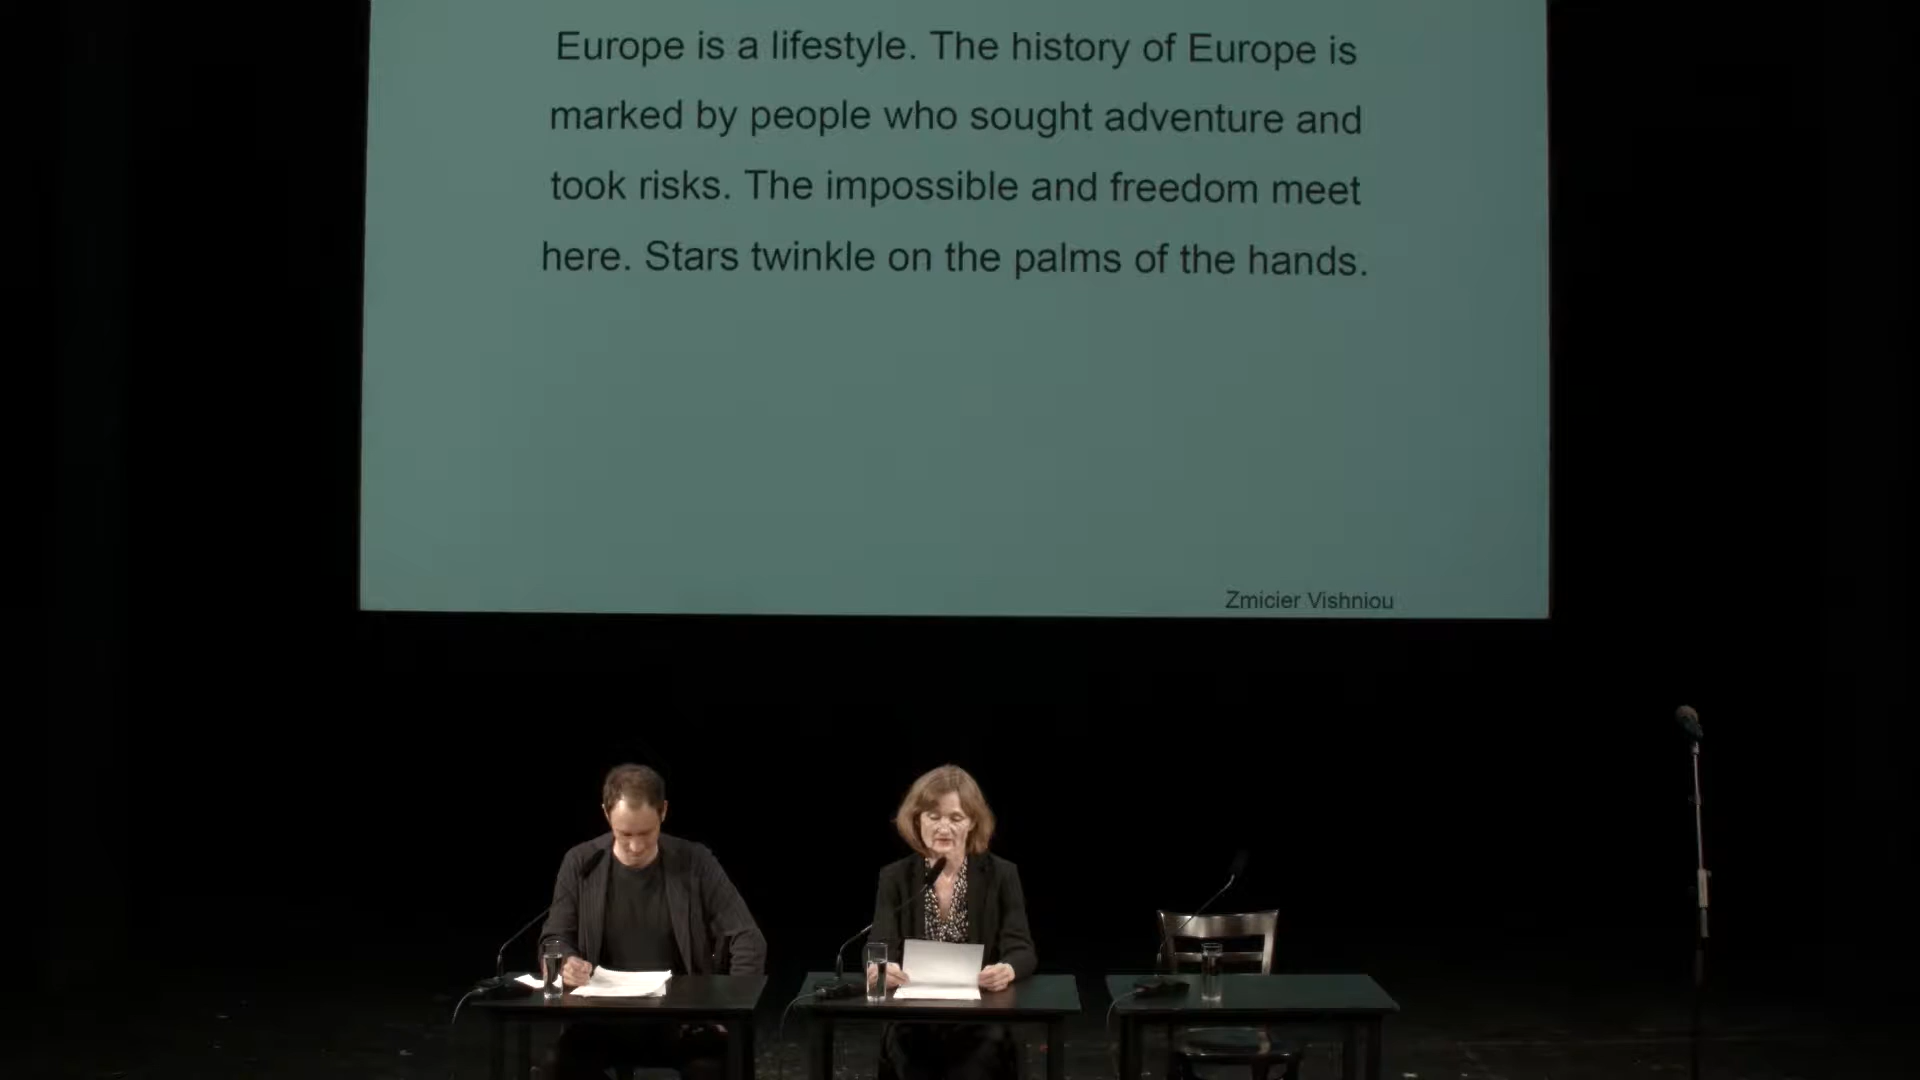 Europe is a lifestyle. The history of Europe is
marked by people who sought adventure and
took risks. The impossible and freedom meet
here. Stars twinkle on the palms of the hands.
Zmicier Vishniou